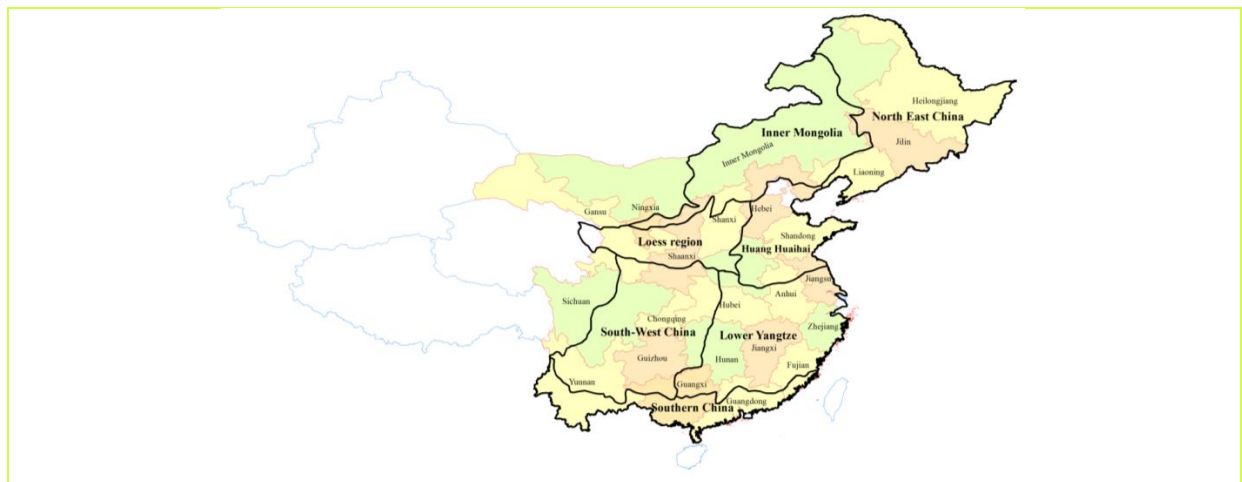 Heilongjiang
North East China
Inner Mongolia
Jilin
Inner Mongolia
Liaoning
Gansu
Ningxia
Hebei
Shanxi
Shandong
Loess region
Huang Huaihai
Shaanxi
Jiangsu
Sichuan
Anhui
Hubei
Chongqing
Zhejiang
South-West China
Lower Yangtze
Jiangxi
Guizhou
Hunan
Fujian
Yunnan
Guangxi
Guangdong
Southern China